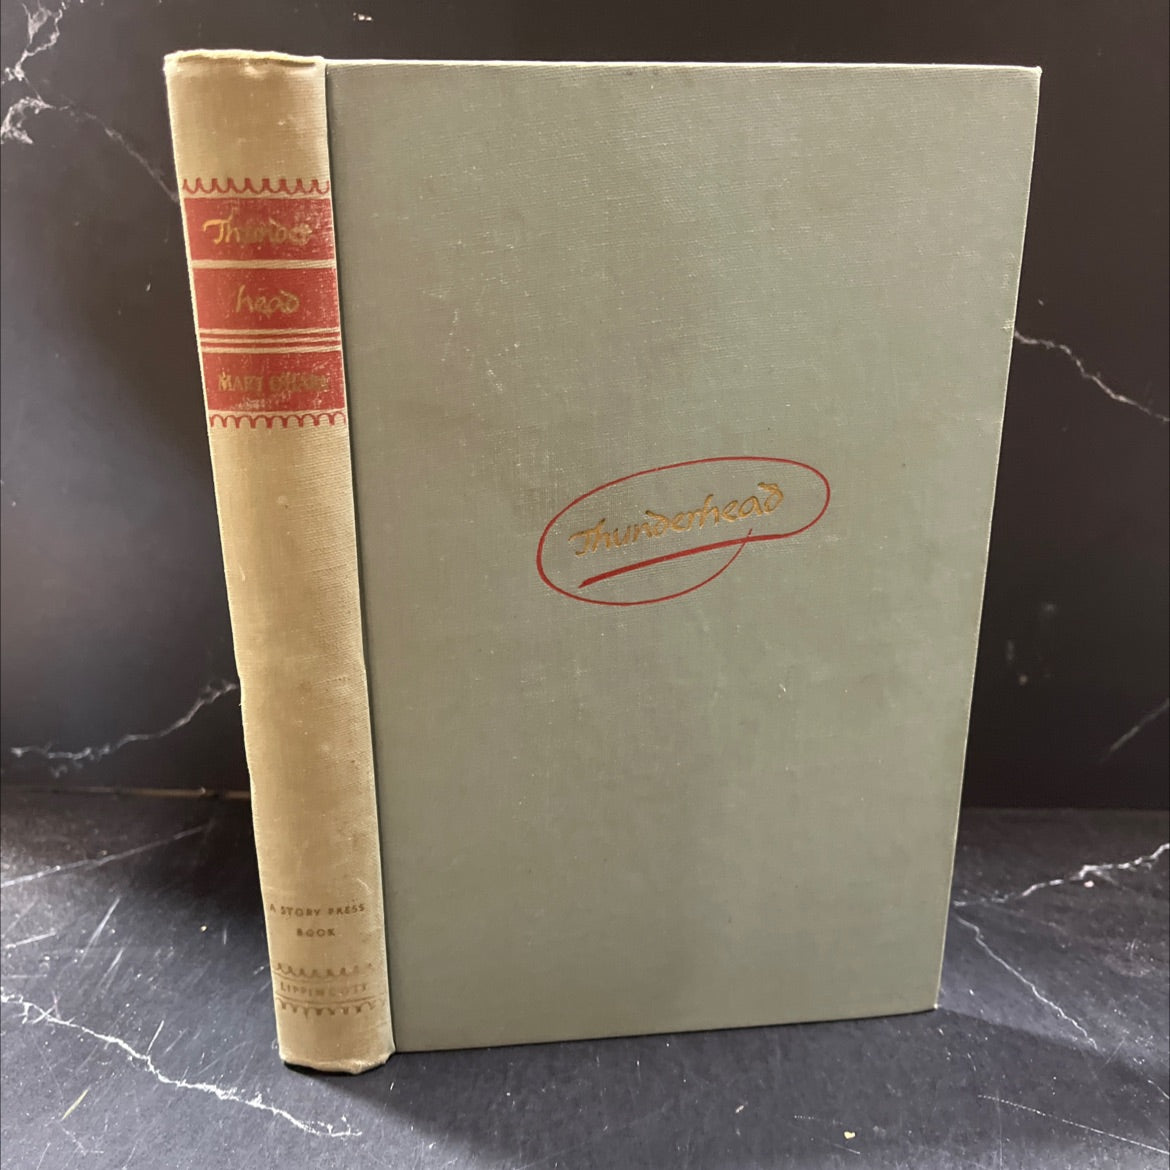 Thunder
head
MARY O'HARA
A STORY PRESS
BOOK
LIPPINCOTT
Thunderhead